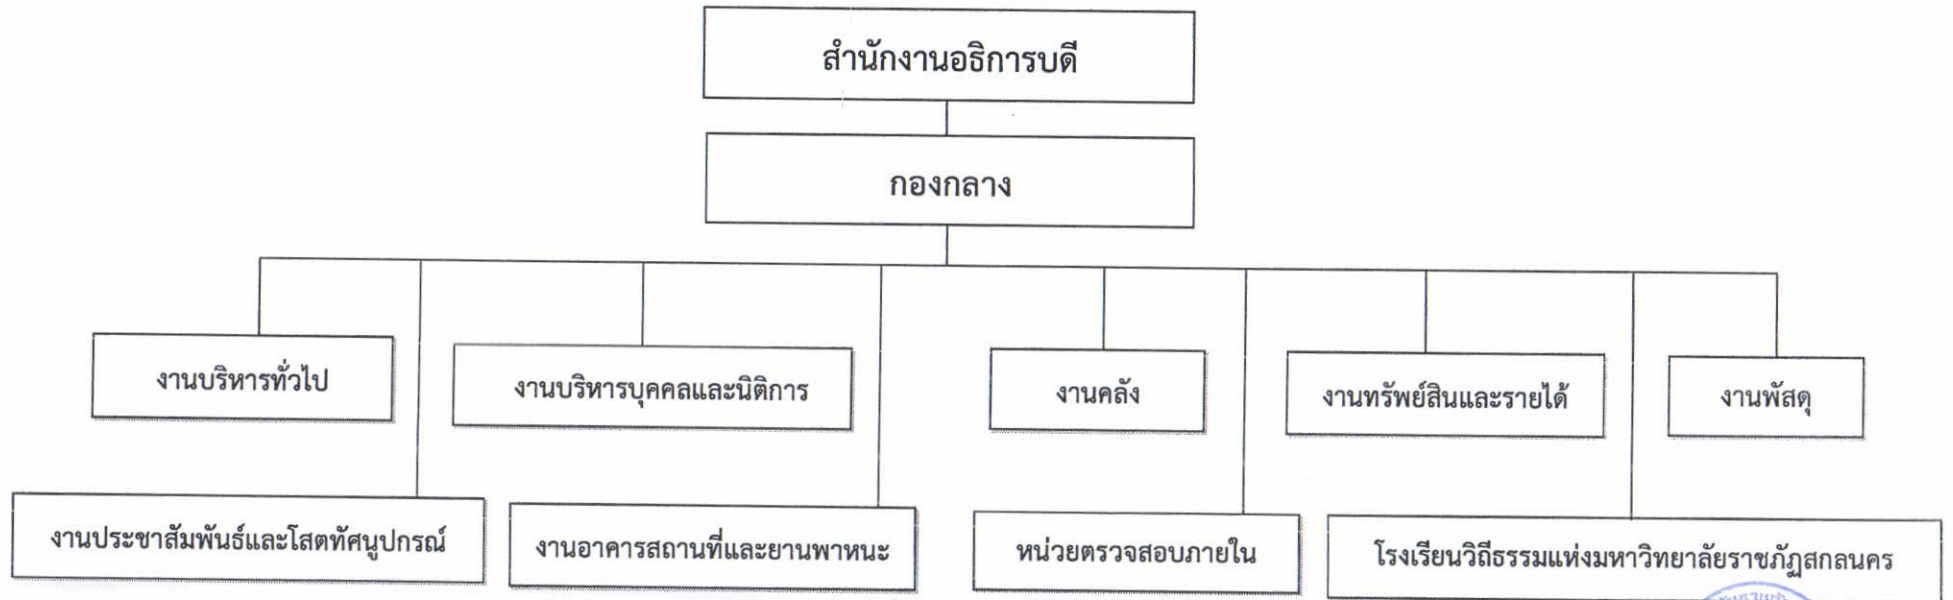 สำนักงานอธิการบดี
กองกลาง
งานบริหารทั่วไป
งานบริหารบุคคลและนิติการ
งานคลัง
งานทรัพย์สินและรายได้
งานพัสดุ
งานประชาสัมพันธ์และโสตทัศนูปกรณ์
งานอาคารสถานที่และยานพาหนะ
หน่วยตรวจสอบภายใน
โรงเรียนวิถีธรรมแห่งมหาวิทยาลัยราชภัฏสกลนคร